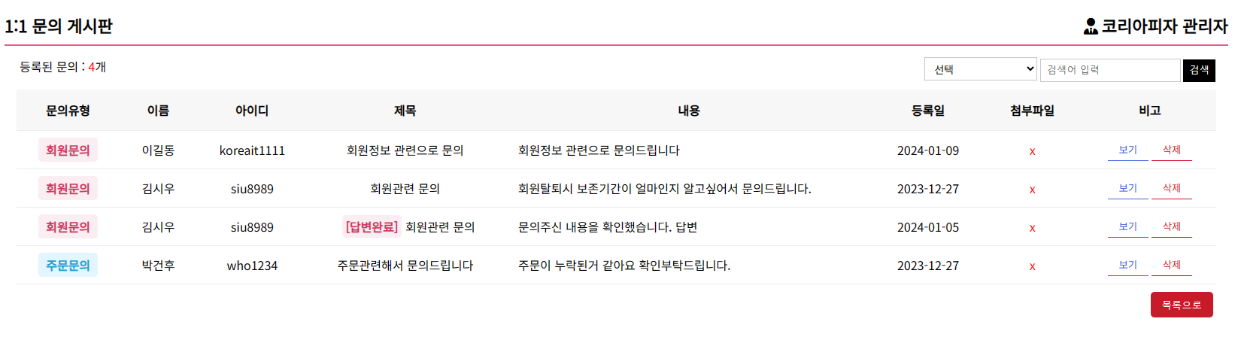 1:1 문의 게시판 코리아피자 관리자
등록된 문의 : 4개 선택 검색어 입력 검색
문의유형 이름 아이디 제목 내용 등록일 첨부파일 비고
회원문의 이길동 koreait1111 회원정보 관련으로 문의 회원정보 관련으로 문의드립니다 2024-01-09 x 보기 삭제
회원문의 김시우 siu8989 회원관련 문의 회원탈퇴시 보존기간이 얼마인지 알고싶어서 문의드립니다. 2023-12-27 x 보기 삭제
회원문의 김시우 siu8989 [답변완료] 회원관련 문의 문의주신 내용을 확인했습니다. 답변 2024-01-05 x 보기 삭제
주문문의 박건후 who1234 주문관련해서 문의드립니다 주문이 누락된거 같아요 확인부탁드립니다. 2023-12-27 x 보기 삭제
목록으로